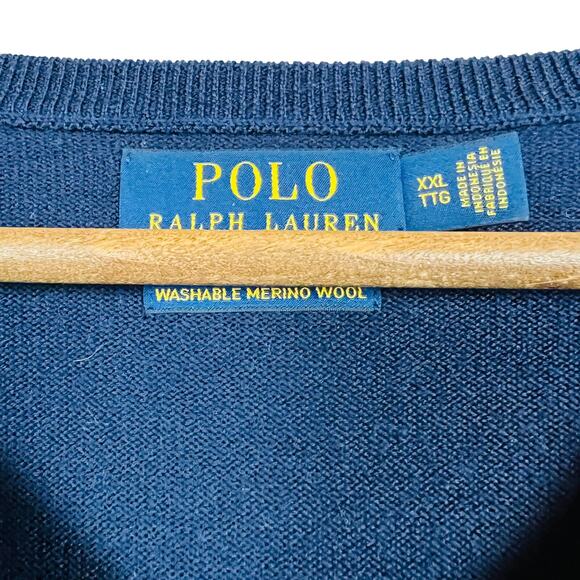 POLO
RALPH LAUREN
WASHABLE MERINO WOOL
XXL
TTG
MADE IN
INDONESIA
FABRIQUÉ EN
INDONÉSIE